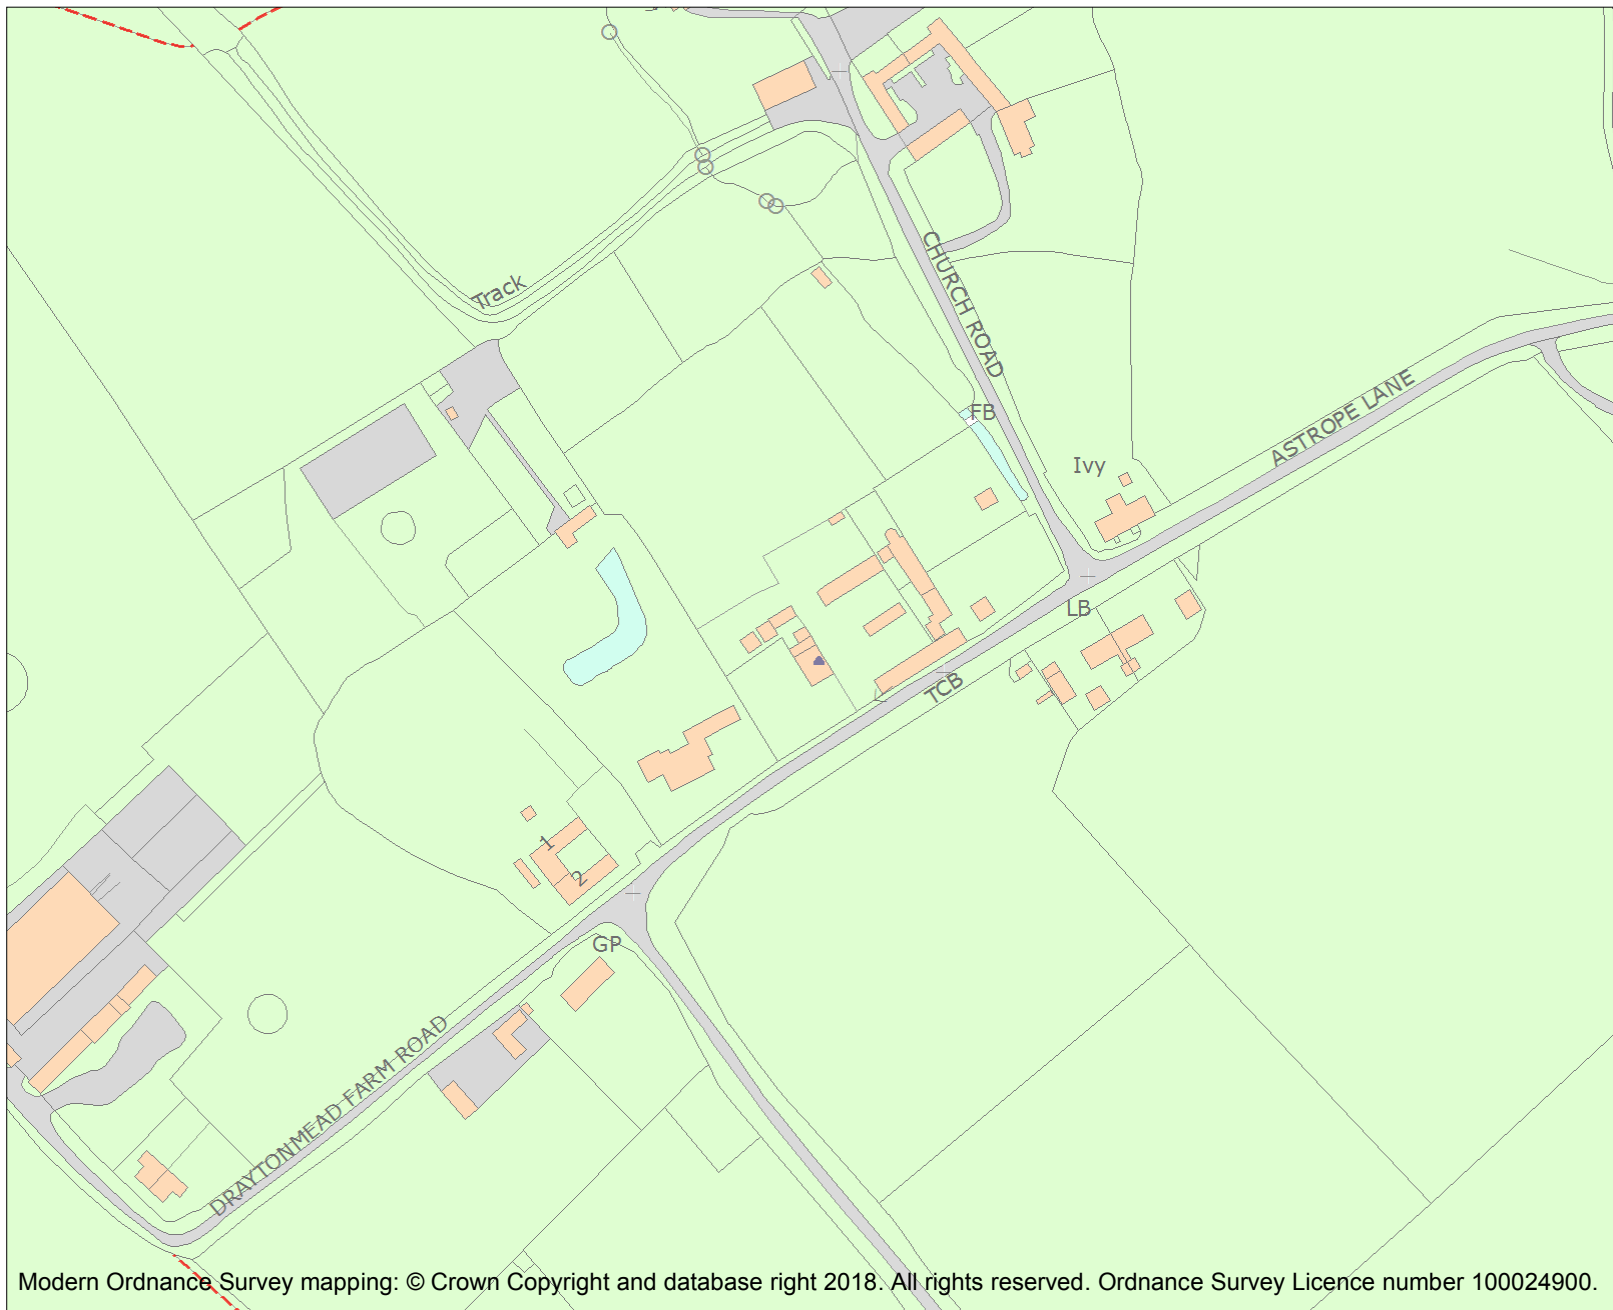 Track
CHURCH ROAD
FB
ASTROPE LANE
Ivy
LB
TCB
1
2
GP
DRAYTONMEAD FARM ROAD
Modern Ordnance Survey mapping: © Crown Copyright and database right 2018. All rights reserved. Ordnance Survey Licence number 100024900.